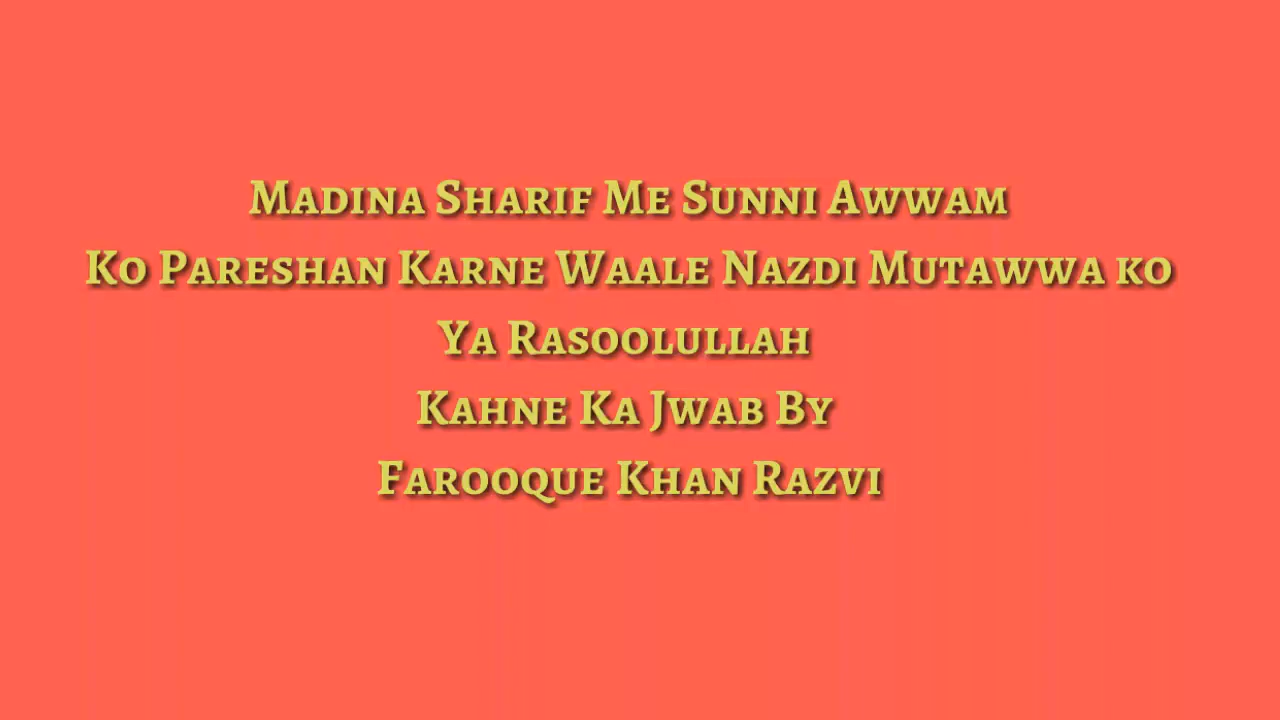 Madina Sharif Me Sunni Awwam
Ko Pareshan Karne Waale Nazdi Mutawwa ko
Ya Rasoolullah
Kahne Ka Jwab By
Farooque Khan Razvi